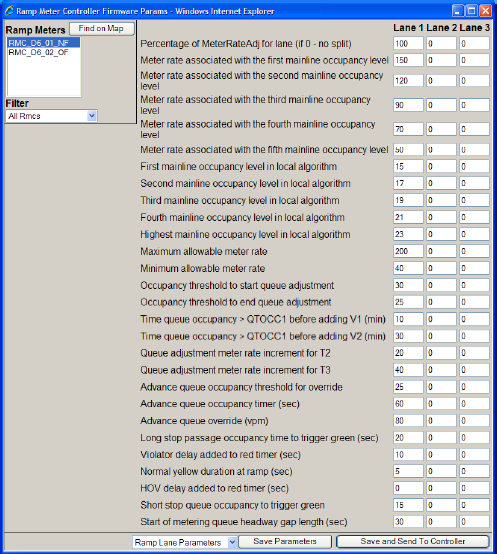 Ramp Meter Controller Firmware Params - Windows Internet Explorer
Ramp Meters
Find on Map
RMC_D6_01_NF
RMC_D6_02_OF
Filter
All Rmcs
Lane 1 Lane 2 Lane 3
Percentage of MeterRateAdj for lane (if 0 - no split) 100 0 0
Meter rate associated with the first mainline occupancy level 150 0 0
Meter rate associated with the second mainline occupancy level 120 0 0
Meter rate associated with the third mainline occupancy level 90 0 0
Meter rate associated with the fourth mainline occupancy level 70 0 0
Meter rate associated with the fifth mainline occupancy level 50 0 0
First mainline occupancy level in local algorithm 15 0 0
Second mainline occupancy level in local algorithm 17 0 0
Third mainline occupancy level in local algorithm 19 0 0
Fourth mainline occupancy level in local algorithm 21 0 0
Highest mainline occupancy level in local algorithm 23 0 0
Maximum allowable meter rate 200 0 0
Minimum allowable meter rate 40 0 0
Occupancy threshold to start queue adjustment 30 0 0
Occupancy threshold to end queue adjustment 25 0 0
Time queue occupancy > QTOCC1 before adding V1 (min) 10 0 0
Time queue occupancy > QTOCC1 before adding V2 (min) 30 0 0
Queue adjustment meter rate increment for T2 20 0 0
Queue adjustment meter rate increment for T3 40 0 0
Advance queue occupancy threshold for override 25 0 0
Advance queue occupancy timer (sec) 60 0 0
Advance queue override (vpm) 80 0 0
Long stop passage occupancy time to trigger green (sec) 20 0 0
Violator delay added to red timer (sec) 10 0 0
Normal yellow duration at ramp (sec) 5 0 0
HOV delay added to red timer (sec) 0 0 0
Short stop queue occupancy to trigger green 15 0 0
Start of metering queue headway gap length (sec) 30 0 0
Ramp Lane Parameters
Save Parameters
Save and Send To Controller